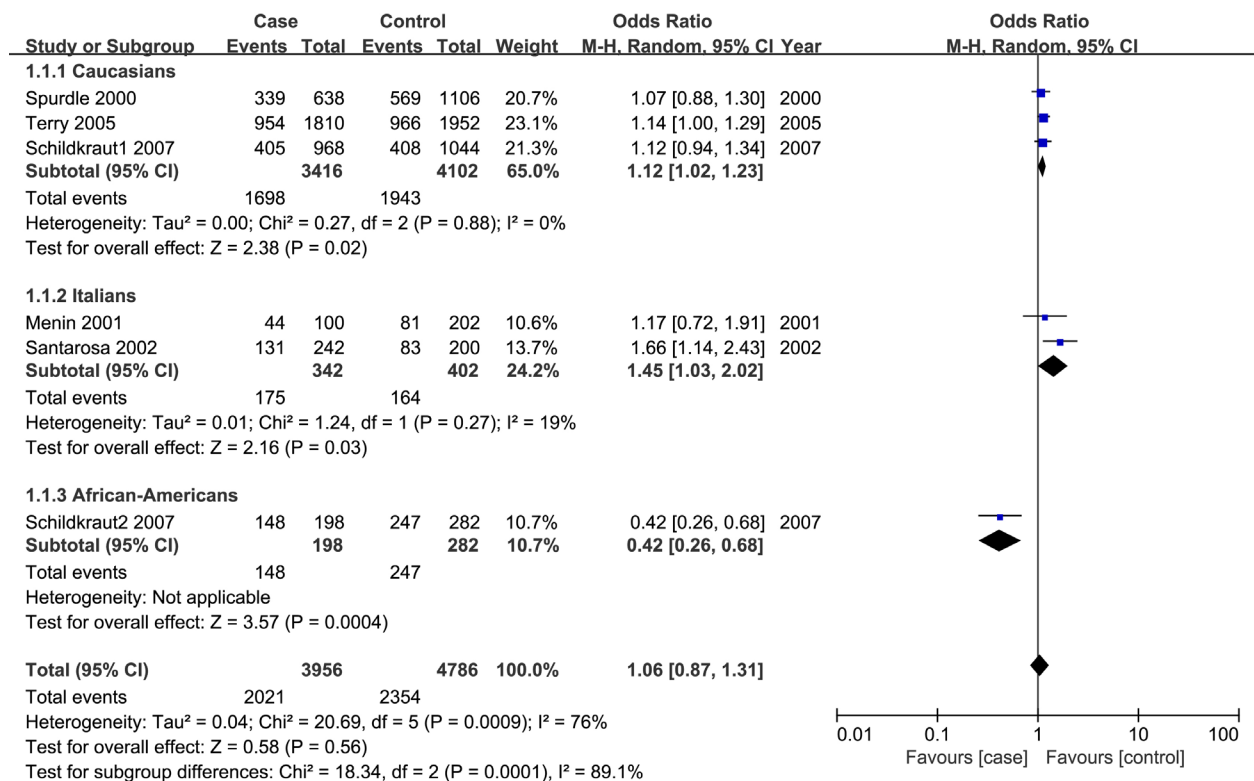 Case Control Odds Ratio Odds Ratio
Study or Subgroup Events Total Events Total Weight M-H, Random, 95% CI Year M-H, Random, 95% CI
1.1.1 Caucasians
Spurdle 2000 339 638 569 1106 20.7% 1.07 [0.88, 1.30] 2000
Terry 2005 954 1810 966 1952 23.1% 1.14 [1.00, 1.29] 2005
Schildkraut1 2007 405 968 408 1044 21.3% 1.12 [0.94, 1.34] 2007
Subtotal (95% CI) 3416 4102 65.0% 1.12 [1.02, 1.23]
Total events 1698 1943
Heterogeneity: Tau² = 0.00; Chi² = 0.27, df = 2 (P = 0.88); I² = 0%
Test for overall effect: Z = 2.38 (P = 0.02)
1.1.2 Italians
Menin 2001 44 100 81 202 10.6% 1.17 [0.72, 1.91] 2001
Santarosa 2002 131 242 83 200 13.7% 1.66 [1.14, 2.43] 2002
Subtotal (95% CI) 342 402 24.2% 1.45 [1.03, 2.02]
Total events 175 164
Heterogeneity: Tau² = 0.01; Chi² = 1.24, df = 1 (P = 0.27); I² = 19%
Test for overall effect: Z = 2.16 (P = 0.03)
1.1.3 African-Americans
Schildkraut2 2007 148 198 247 282 10.7% 0.42 [0.26, 0.68] 2007
Subtotal (95% CI) 198 282 10.7% 0.42 [0.26, 0.68]
Total events 148 247
Heterogeneity: Not applicable
Test for overall effect: Z = 3.57 (P = 0.0004)
Total (95% CI) 3956 4786 100.0% 1.06 [0.87, 1.31]
Total events 2021 2354
Heterogeneity: Tau² = 0.04; Chi² = 20.69, df = 5 (P = 0.0009); I² = 76%
Test for overall effect: Z = 0.58 (P = 0.56)
Test for subgroup differences: Chi² = 18.34, df = 2 (P = 0.0001), I² = 89.1%
0.01 0.1 1 10 100
Favours [case] Favours [control]